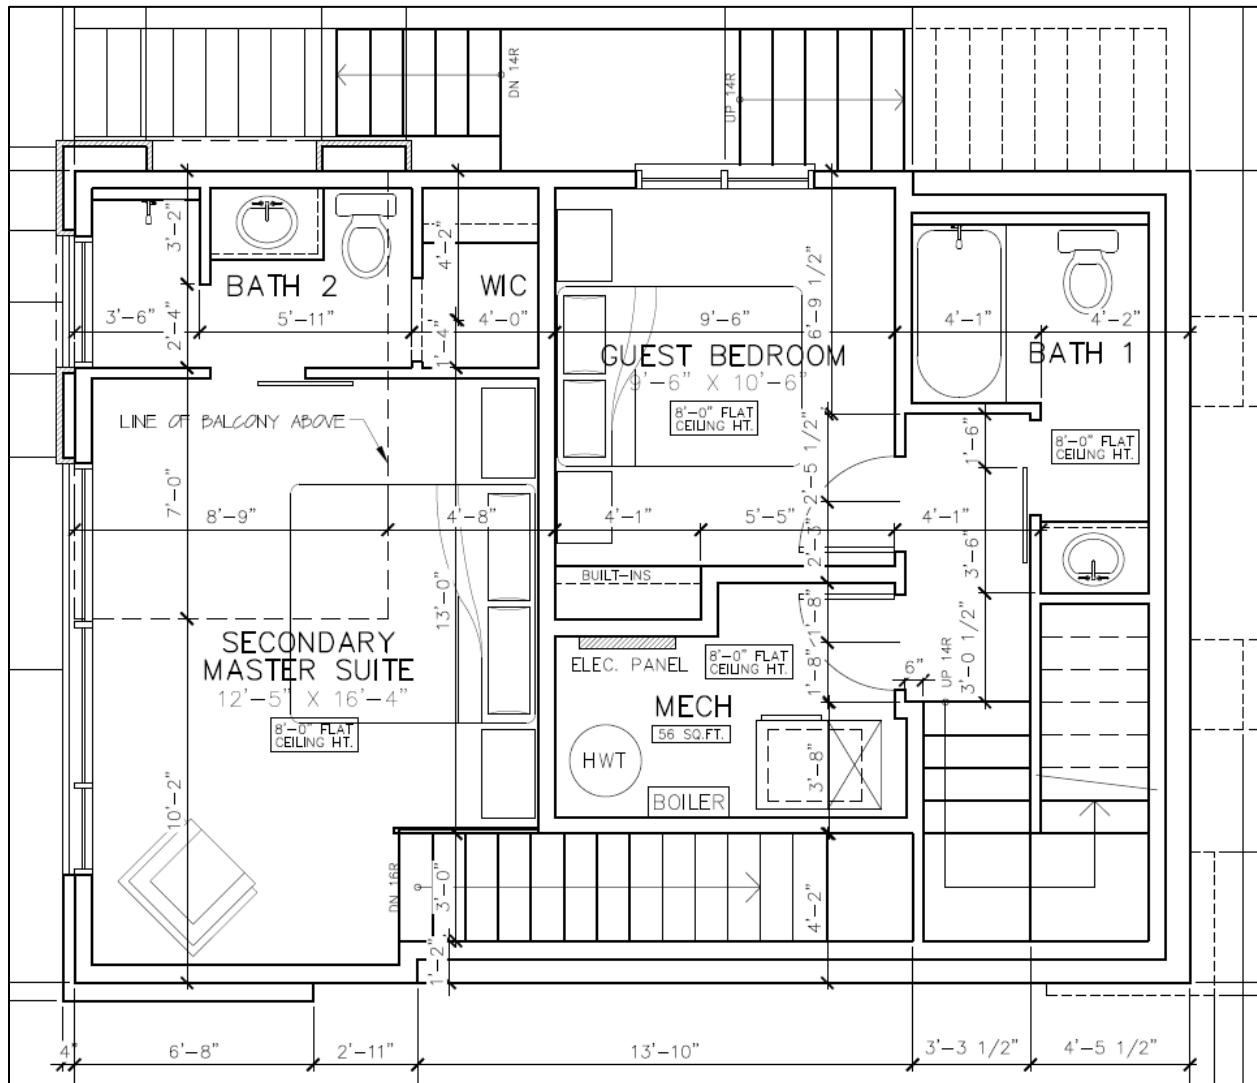 DN 14R
UP 14R
3'-2"
4'-2"
6'-9 1/2"
BATH 2
WIC
3'-6"
2'-4"
5'-11"
1'-4"
4'-0"
9'-6"
4'-1"
4'-2"
GUEST BEDROOM
9'-6" X 10'-6"
BATH 1
8'-0" FLAT
CEILING HT.
LINE OF BALCONY ABOVE
2'-5 1/2"
1'-6"
8'-0" FLAT
CEILING HT.
7'-0"
8'-9"
4'-8"
4'-1"
5'-5"
4'-1"
2'-3"
3'-6"
BUILT-INS
13'-0"
1'-8"
3'-0 1/2"
SECONDARY
MASTER SUITE
12'-5" X 16'-4"
8'-0" FLAT
CEILING HT.
ELEC. PANEL
8'-0" FLAT
CEILING HT.
1'-8"
6"
UP 14R
MECH
56 SQ.FT.
HWT
BOILER
3'-8"
10'-2"
DN 16R
3'-0"
4'-2"
1'-2"
4"
6'-8"
2'-11"
13'-10"
3'-3 1/2"
4'-5 1/2"